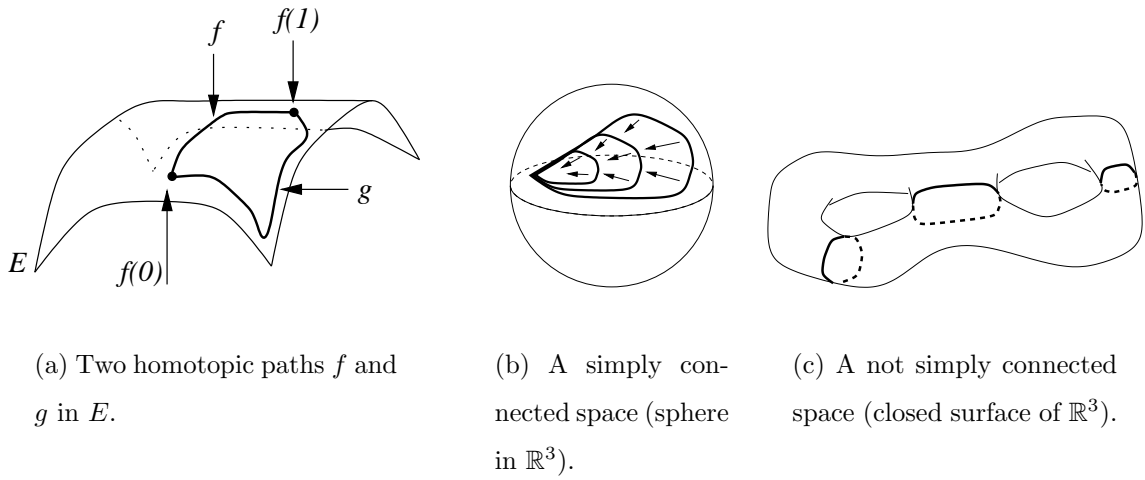 f(1)
f
g
E
f(0)
(a) Two homotopic paths f and
g in E.
(b) A simply con-
nected space (sphere
in ℝ³).
(c) A not simply connected
space (closed surface of ℝ³).